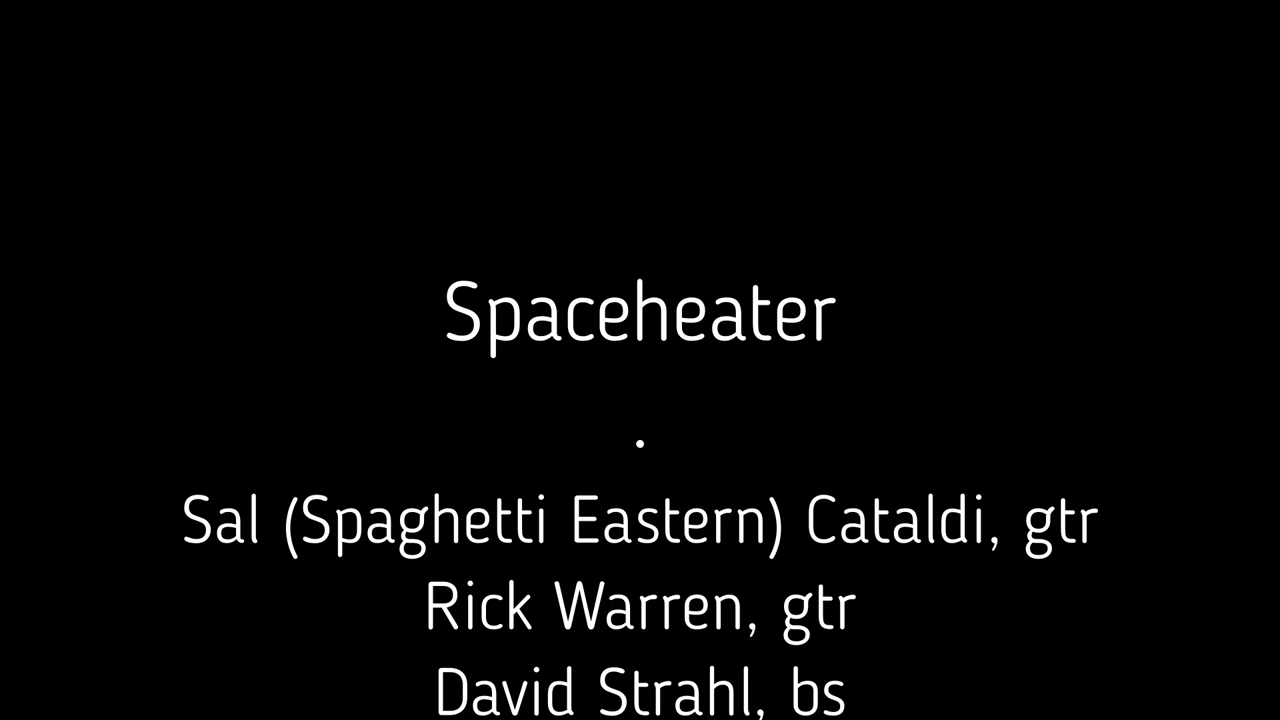 Spaceheater
.
Sal (Spaghetti Eastern) Cataldi, gtr
Rick Warren, gtr
David Strahl, bs